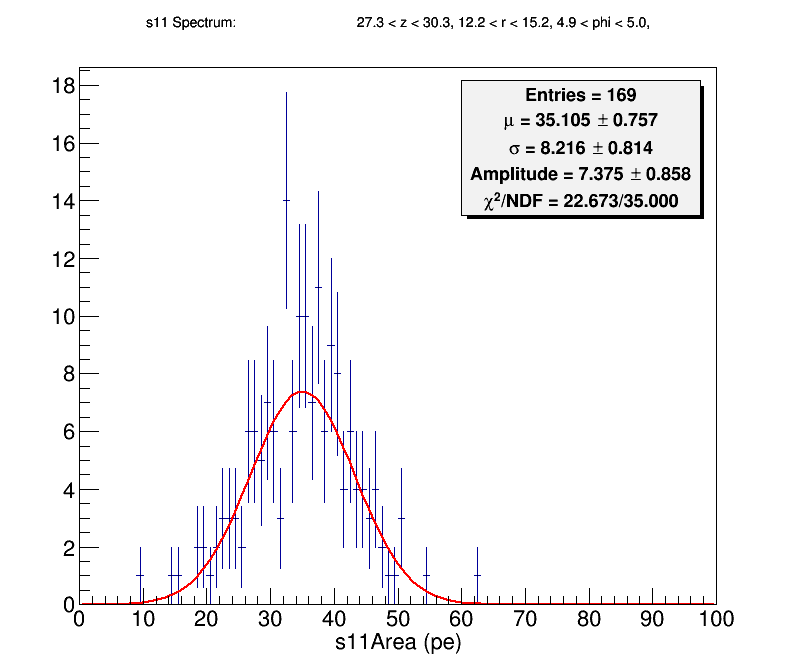 s11 Spectrum: 27.3 < z < 30.3, 12.2 < r < 15.2, 4.9 < phi < 5.0,
Entries = 169
μ = 35.105 ± 0.757
σ = 8.216 ± 0.814
Amplitude = 7.375 ± 0.858
χ²/NDF = 22.673/35.000
18
16
14
12
10
8
6
4
2
0
0 10 20 30 40 50 60 70 80 90 100
s11Area (pe)